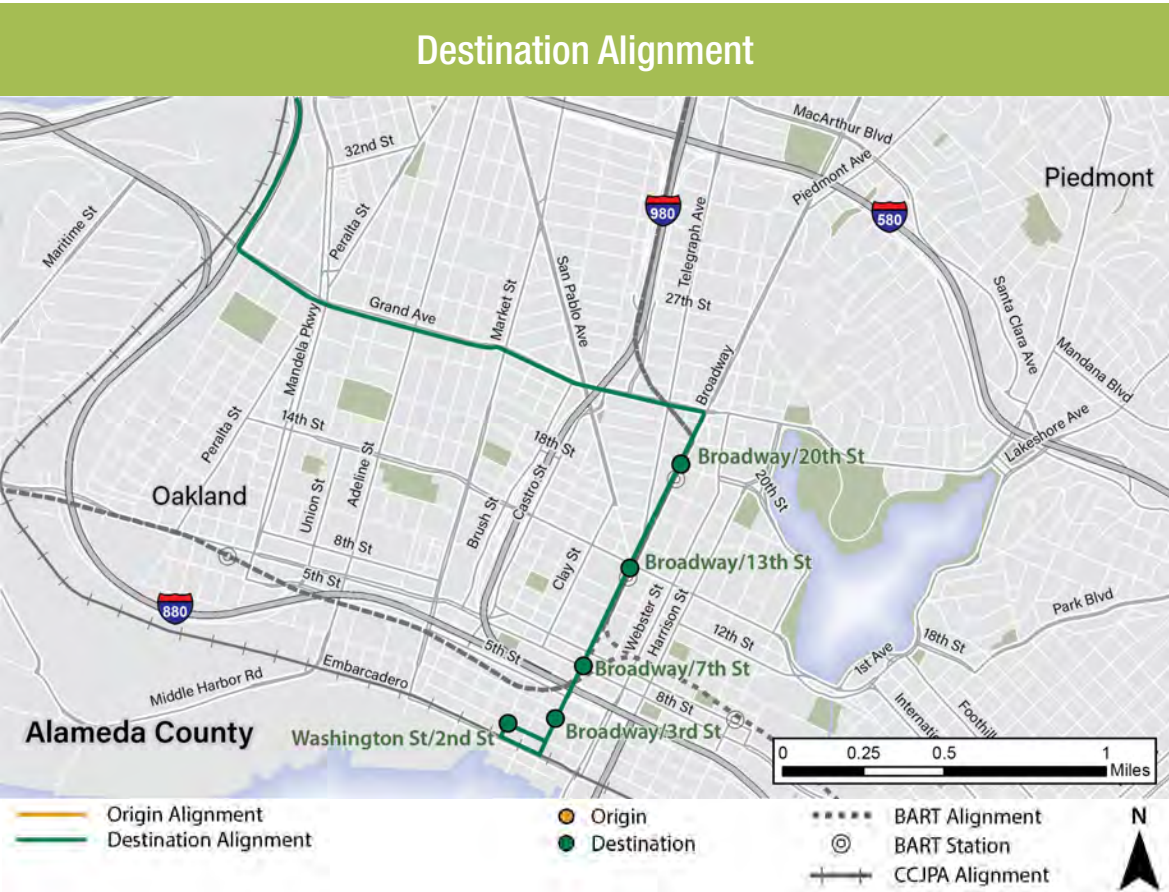 Destination Alignment
MacArthur Blvd
32nd St
Piedmont Ave
Piedmont
Maritime St
Peralta St
980
580
Telegraph Ave
San Pablo Ave
27th St
Market St
Grand Ave
Santa Clara Ave
Mandela Pkwy
Broadway
Mandana Blvd
Lakeshore Ave
14th St
Peralta St
18th St
Broadway/20th St
20th St
Oakland
Adeline St
Union St
Castro St
Brush St
8th St
Clay St
Broadway/13th St
5th St
880
Webster St
Harrison St
Park Blvd
12th St
18th St
1st Ave
5th St
Broadway/7th St
Embarcadero
Middle Harbor Rd
8th St
Internati
Foothill
Alameda County
Washington St/2nd St
Broadway/3rd St
0 0.25 0.5 1
Miles
Origin Alignment
Destination Alignment
Origin
Destination
BART Alignment
BART Station
CCJPA Alignment
N